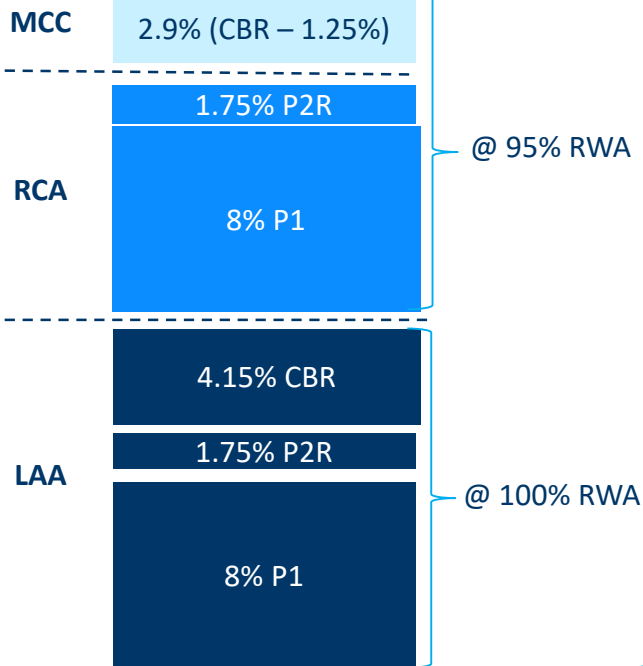 MCC
2.9% (CBR – 1.25%)
1.75% P2R
@ 95% RWA
RCA
8% P1
4.15% CBR
1.75% P2R
LAA
@ 100% RWA
8% P1